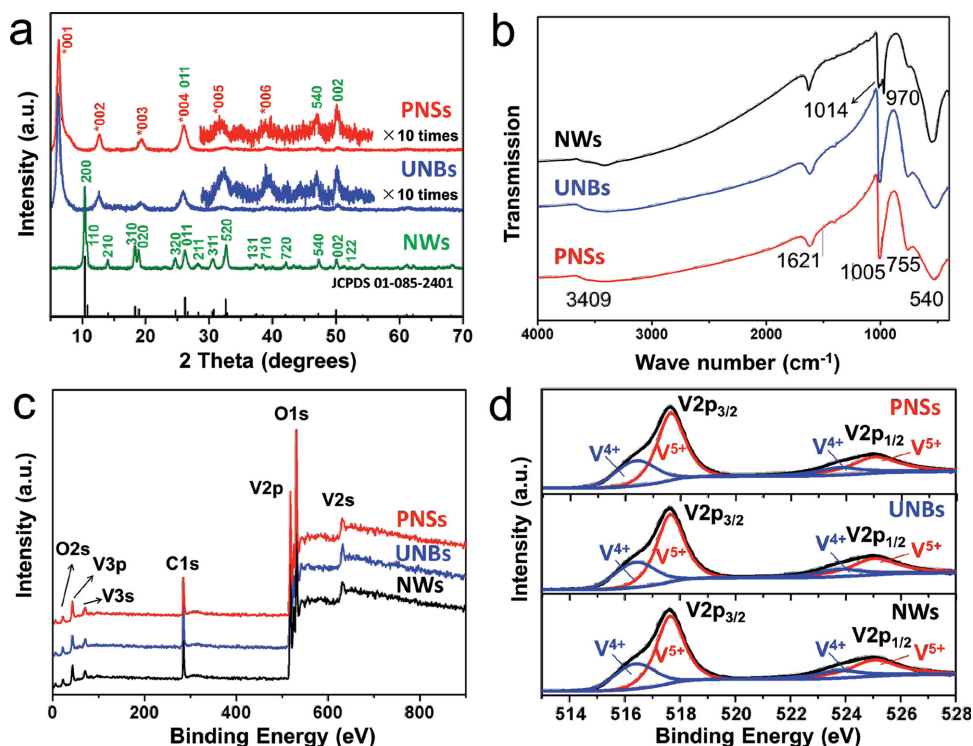 a
Intensity (a.u.)
*001
*002
*003
*004
011
*005
*006
540
002
PNSs
× 10 times
UNBs
× 10 times
200
110
210
310
020
320
011
211
311
520
131
710
720
540
002
122
NWs
JCPDS 01-085-2401
10 20 30 40 50 60 70
2 Theta (degrees)
b
Transmission
NWs
UNBs
PNSs
1014
970
3409
1621
1005
755
540
4000 3000 2000 1000
Wave number (cm-1)
c
Intensity (a.u.)
O2s
V3p
V3s
C1s
V2p
O1s
V2s
PNSs
UNBs
NWs
0 200 400 600 800
Binding Energy (eV)
d
Intensity (a.u.)
V2p3/2
V4+
V5+
V2p1/2
V4+
V5+
PNSs
V2p3/2
V4+
V5+
V2p1/2
V4+
V5+
UNBs
V2p3/2
V4+
V5+
V2p1/2
V4+
V5+
NWs
514 516 518 520 522 524 526 528
Binding Energy (eV)